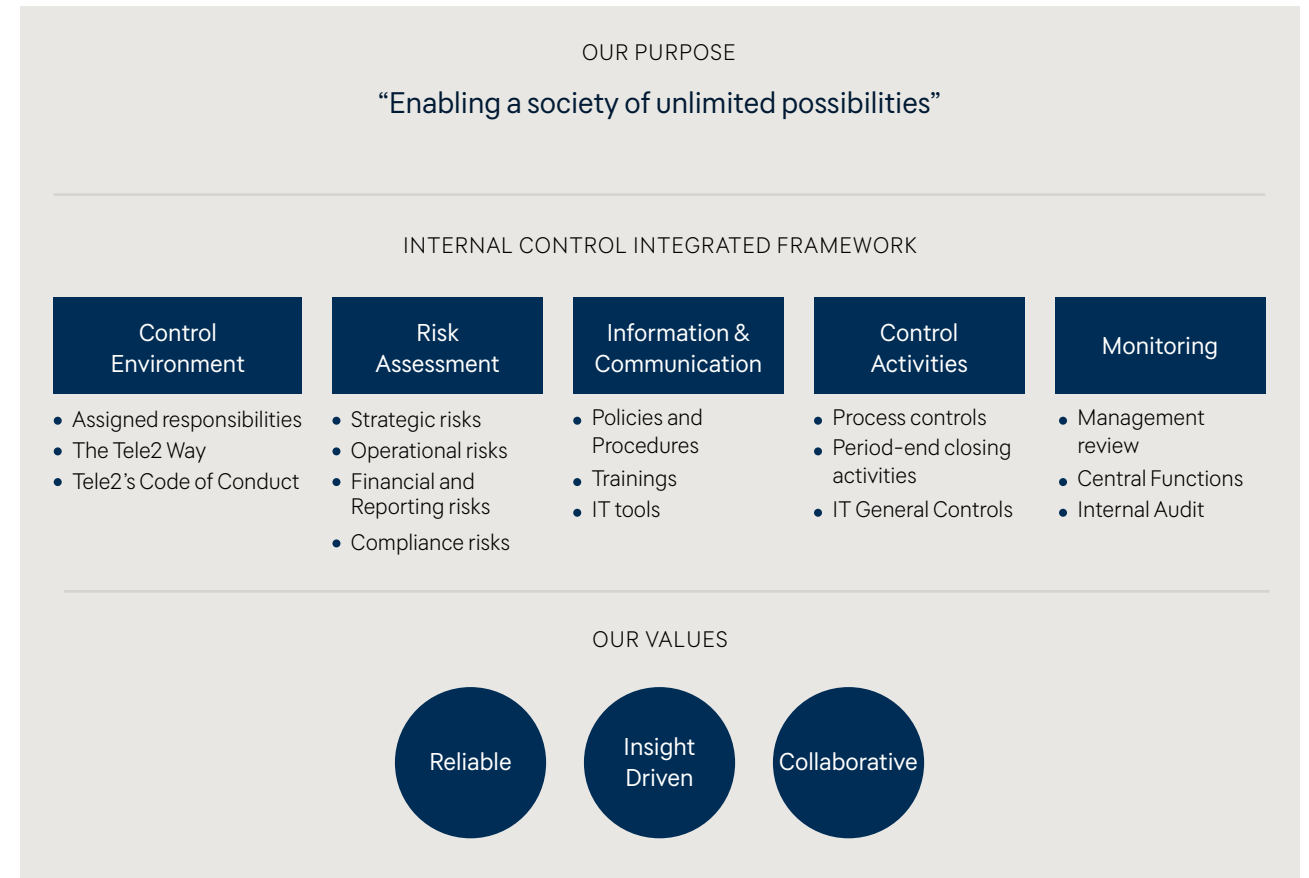 OUR PURPOSE
“Enabling a society of unlimited possibilities”
INTERNAL CONTROL INTEGRATED FRAMEWORK
Control
Environment
• Assigned responsibilities
• The Tele2 Way
• Tele2’s Code of Conduct
Risk
Assessment
• Strategic risks
• Operational risks
• Financial and
Reporting risks
• Compliance risks
Information &
Communication
• Policies and
Procedures
• Trainings
• IT tools
Control
Activities
• Process controls
• Period-end closing
activities
• IT General Controls
Monitoring
• Management
review
• Central Functions
• Internal Audit
OUR VALUES
Reliable
Insight
Driven
Collaborative